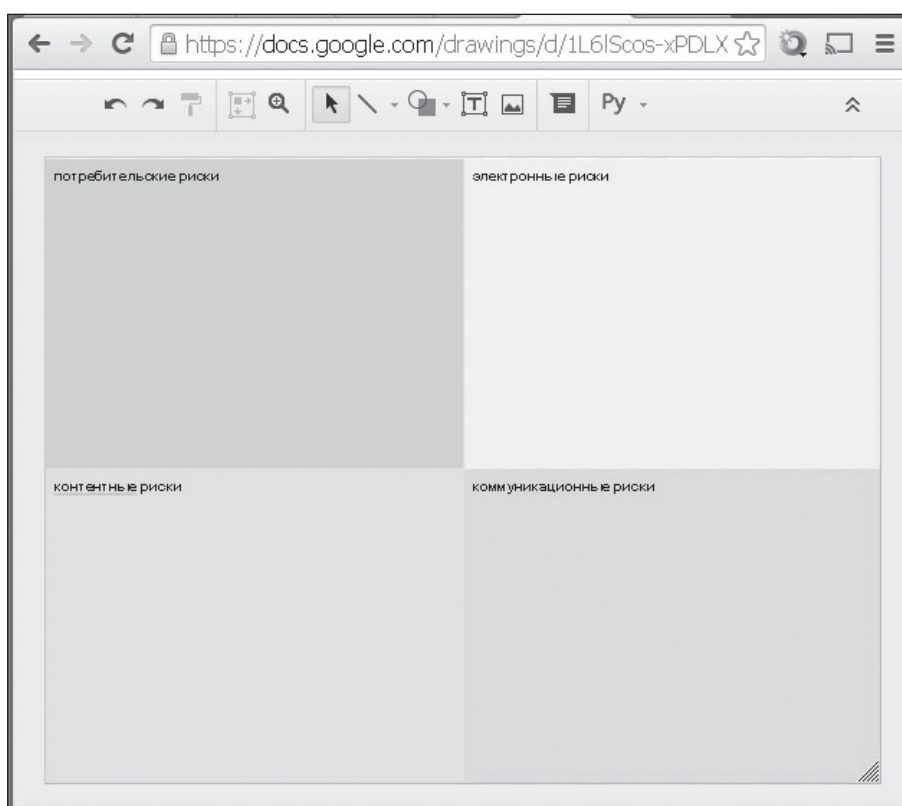 https://docs.google.com/drawings/d/1L6lScos-xPDLX
Ру
потребительские риски
электронные риски
контентные риски
коммуникационные риски